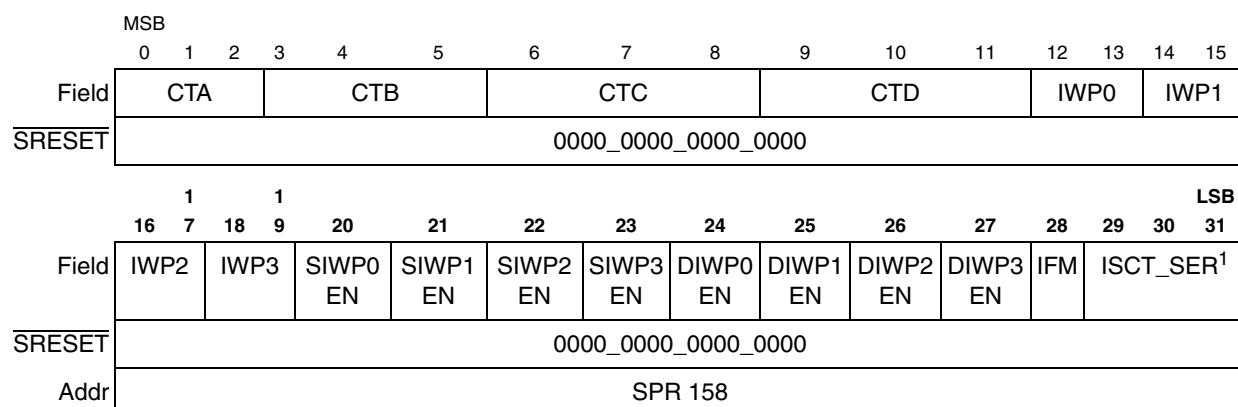 MSB
0 1 2 3 4 5 6 7 8 9 10 11 12 13 14 15
Field CTA CTB CTC CTD IWP0 IWP1
SRESET 0000_0000_0000_0000
1 1 LSB
16 7 18 9 20 21 22 23 24 25 26 27 28 29 30 31
Field IWP2 IWP3 SIWP0 SIWP1 SIWP2 SIWP3 DIWP0 DIWP1 DIWP2 DIWP3 IFM ISCT_SER1
EN EN EN EN EN EN EN EN
SRESET 0000_0000_0000_0000
Addr SPR 158